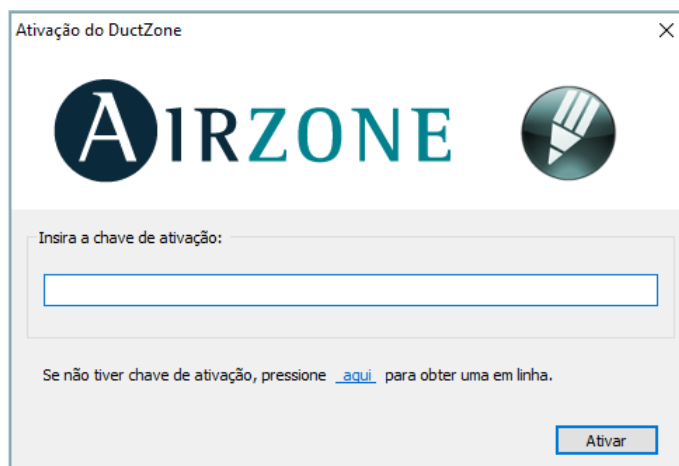 Ativação do DuctZone
AIRZONE
Insira a chave de ativação:
Se não tiver chave de ativação, pressione aqui para obter uma em linha.
Ativar